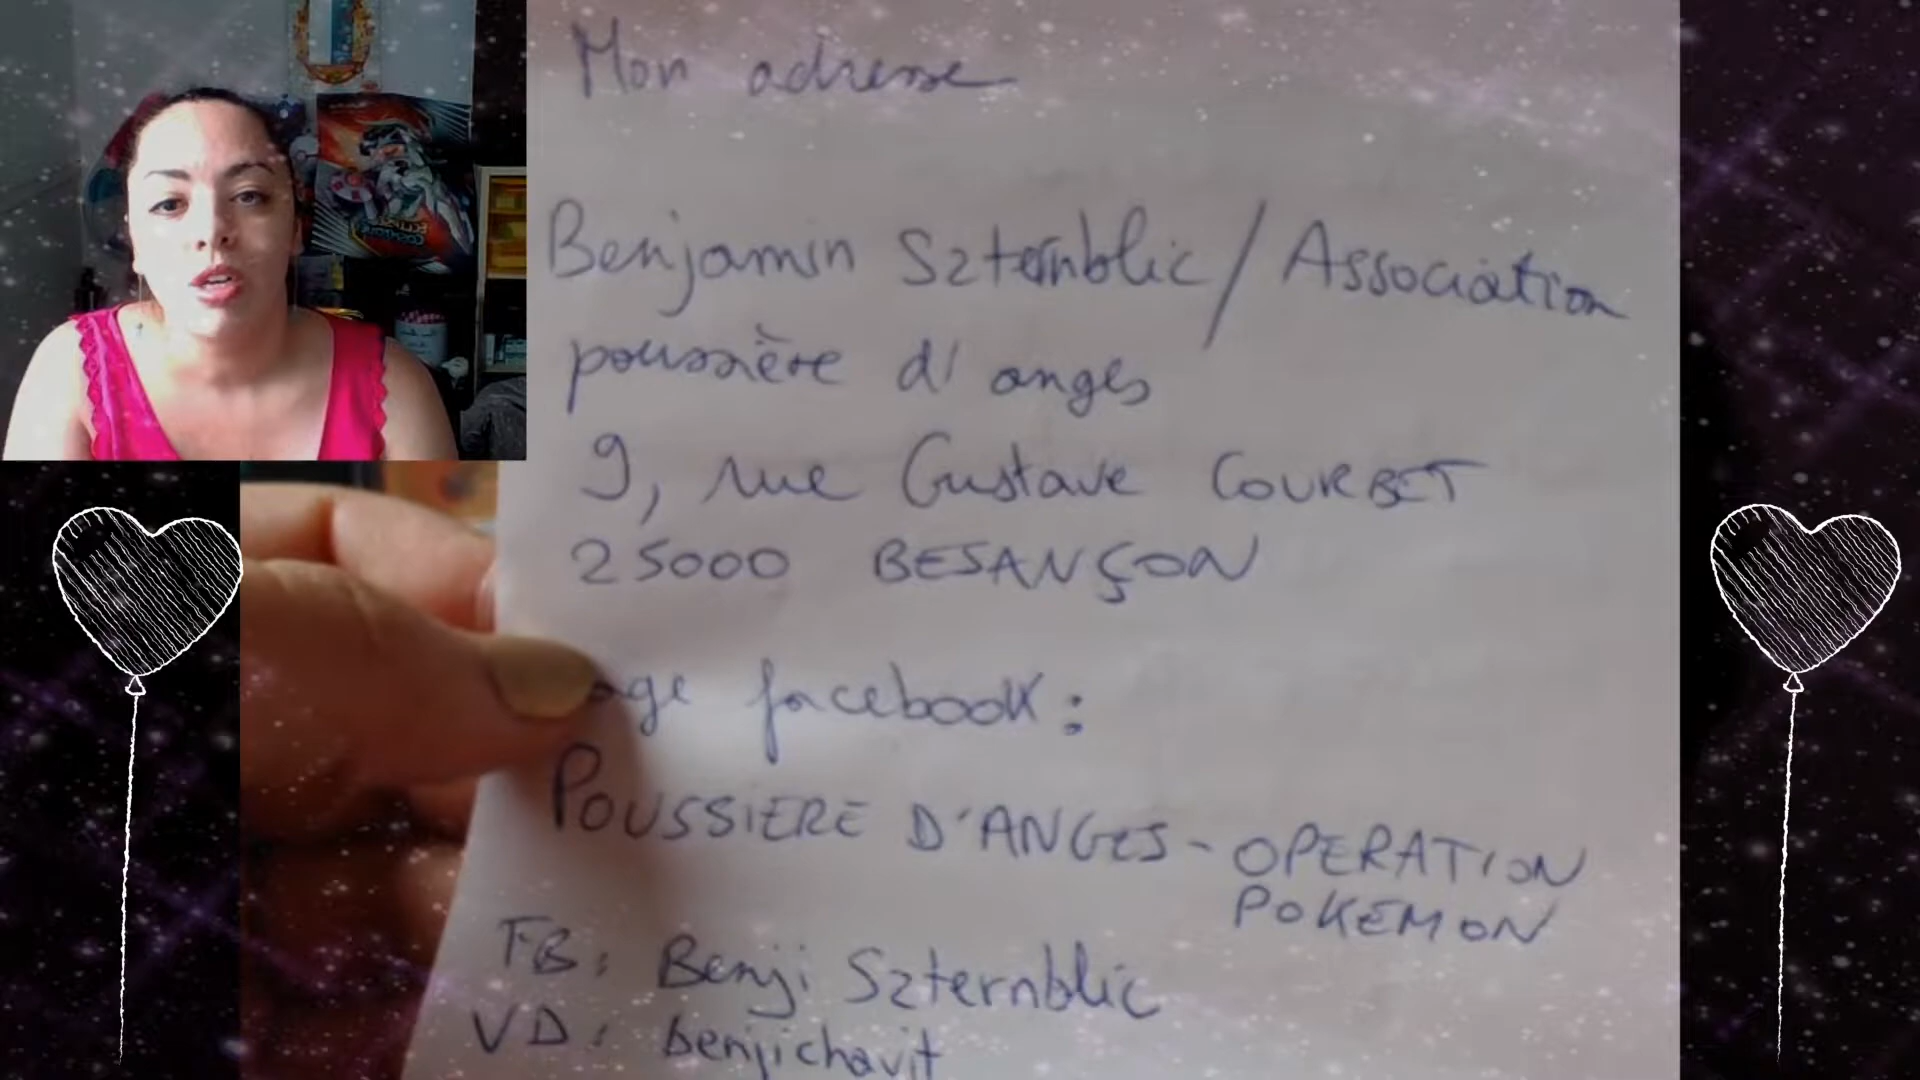 Mon adresse
Benjamin Szternblic / Association
poussière d'anges
9, rue Gustave COURBET
25000 BESANÇON
age facebook :
POUSSIERE D'ANGES - OPERATION
POKEMON
FB : Benji Szternblic
VD : benjichavit